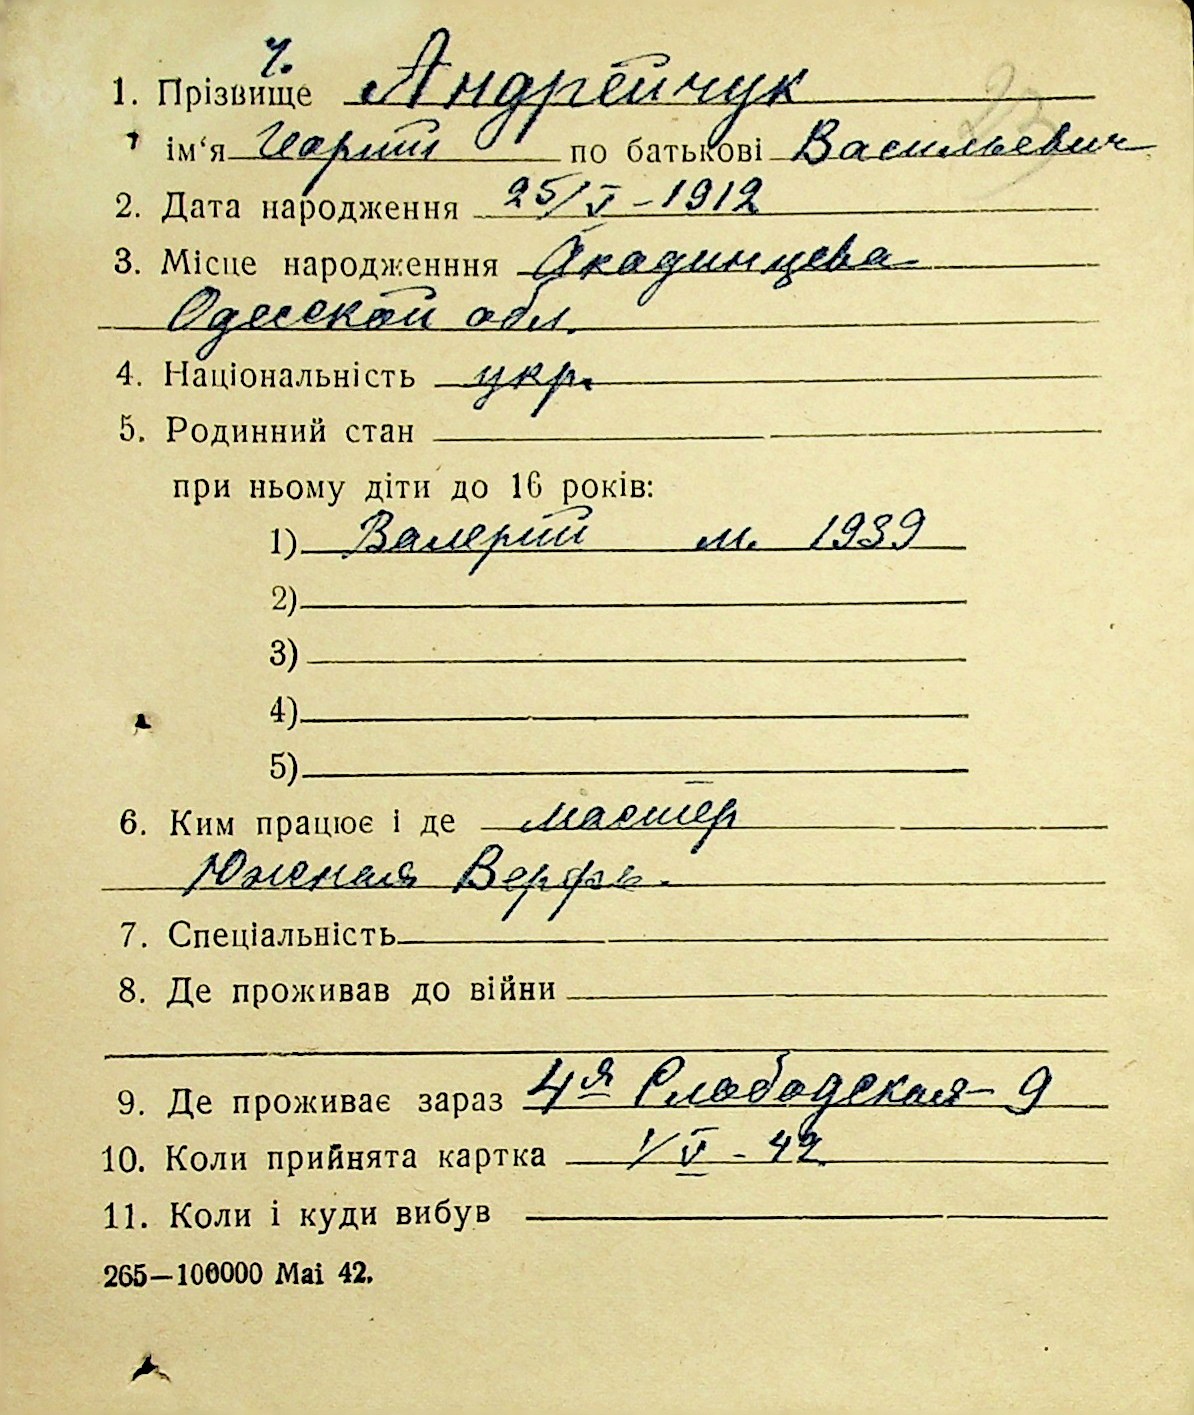 ч.
1. Прізвище Андрейчук
ім‘я по батькові Васильевич
2. Дата народження 25/V - 1912
3. Місце народженння
Одесской обл.
4. Національність укр.
5. Родинний стан
при ньому діти до 16 років:
1) Валерий м. 1939
2)
3)
4)
5)
6. Ким працює і де мастер
Южная Верфь.
7. Спеціальність
8. Де проживав до війни
9. Де проживає зараз 4я Слободская - 9
10. Коли прийнята картка 1/V - 42
11. Коли і куди вибув
265—100000 Mai 42.